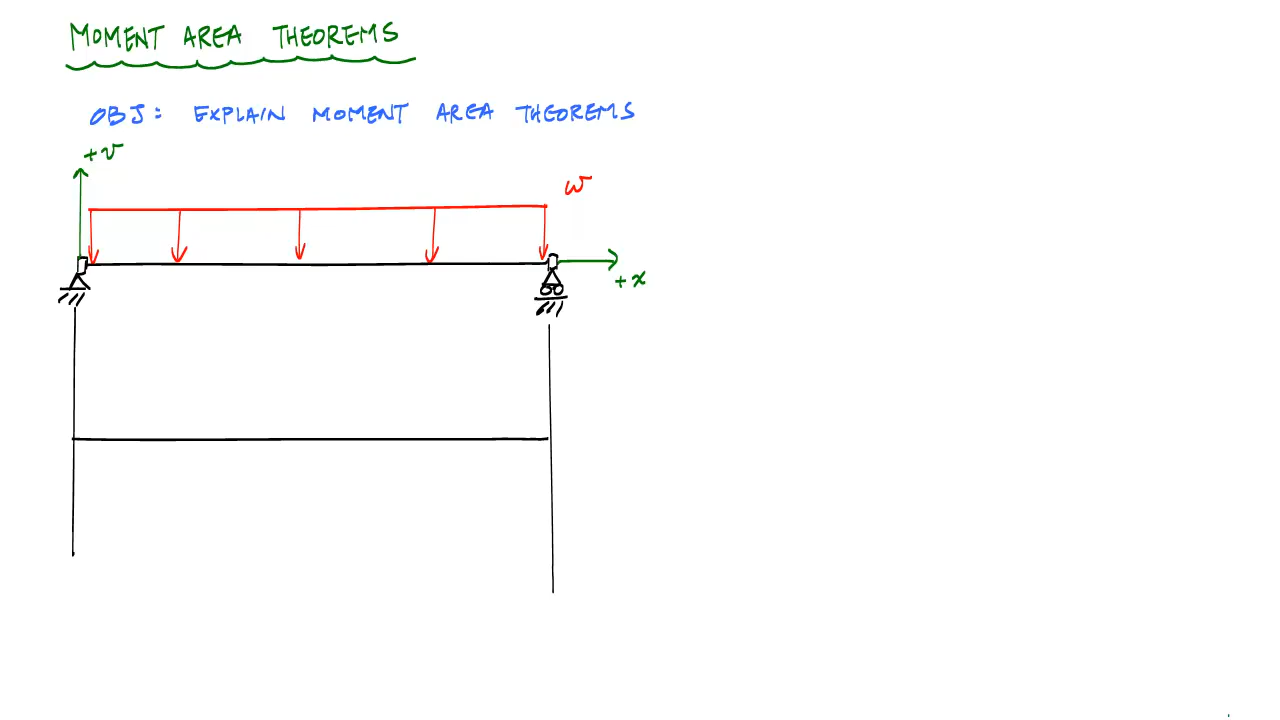 MOMENT AREA THEOREMS
OBJ: EXPLAIN MOMENT AREA THEOREMS
+v
w
+x